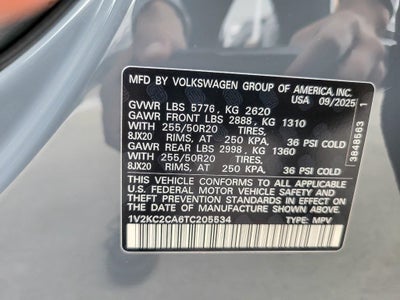 MFD BY VOLKSWAGEN GROUP OF AMERICA, INC.
USA 09/2025
GVWR LBS 5776, KG 2620
GAWR FRONT LBS 2888, KG 1310
WITH 255/50R20 TIRES,
8JX20 RIMS, AT 250 KPA, 36 PSI COLD
GAWR REAR LBS 2998, KG 1360
WITH 255/50R20 TIRES,
8JX20 RIMS, AT 250 KPA, 36 PSI COLD
THIS VEHICLE CONFORMS TO ALL APPLICABLE
U.S. FEDERAL MOTOR VEHICLE SAFETY AND
THEFT PREVENTION STANDARDS IN EFFECT ON
THE DATE OF MANUFACTURE SHOWN ABOVE.
1V2KC2CA6TC205534 TYPE: MPV
3848563 1